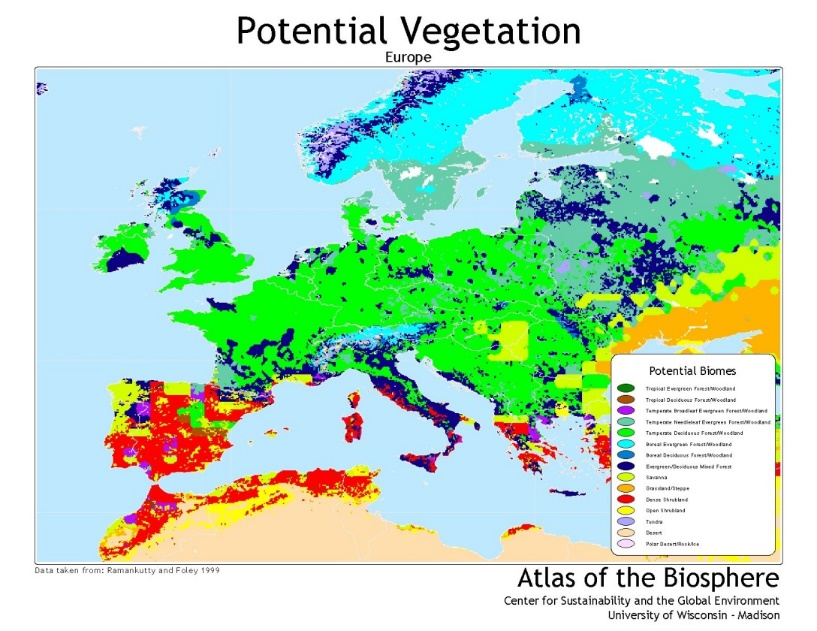 Potential Vegetation
Europe
Potential Biomes
Tropical Evergreen Forest/Woodland
Tropical Deciduous Forest/Woodland
Temperate Broadleaf Evergreen Forest/Woodland
Temperate Needleleaf Evergreen Forest/Woodland
Temperate Deciduous Forest/Woodland
Boreal Evergreen Forest/Woodland
Boreal Deciduous Forest/Woodland
Evergreen/Deciduous Mixed Forest
Savanna
Grassland/Steppe
Dense Shrubland
Open Shrubland
Tundra
Desert
Polar Desert/Rock/Ice
Data taken from: Ramankutty and Foley 1999
Atlas of the Biosphere
Center for Sustainability and the Global Environment
University of Wisconsin - Madison